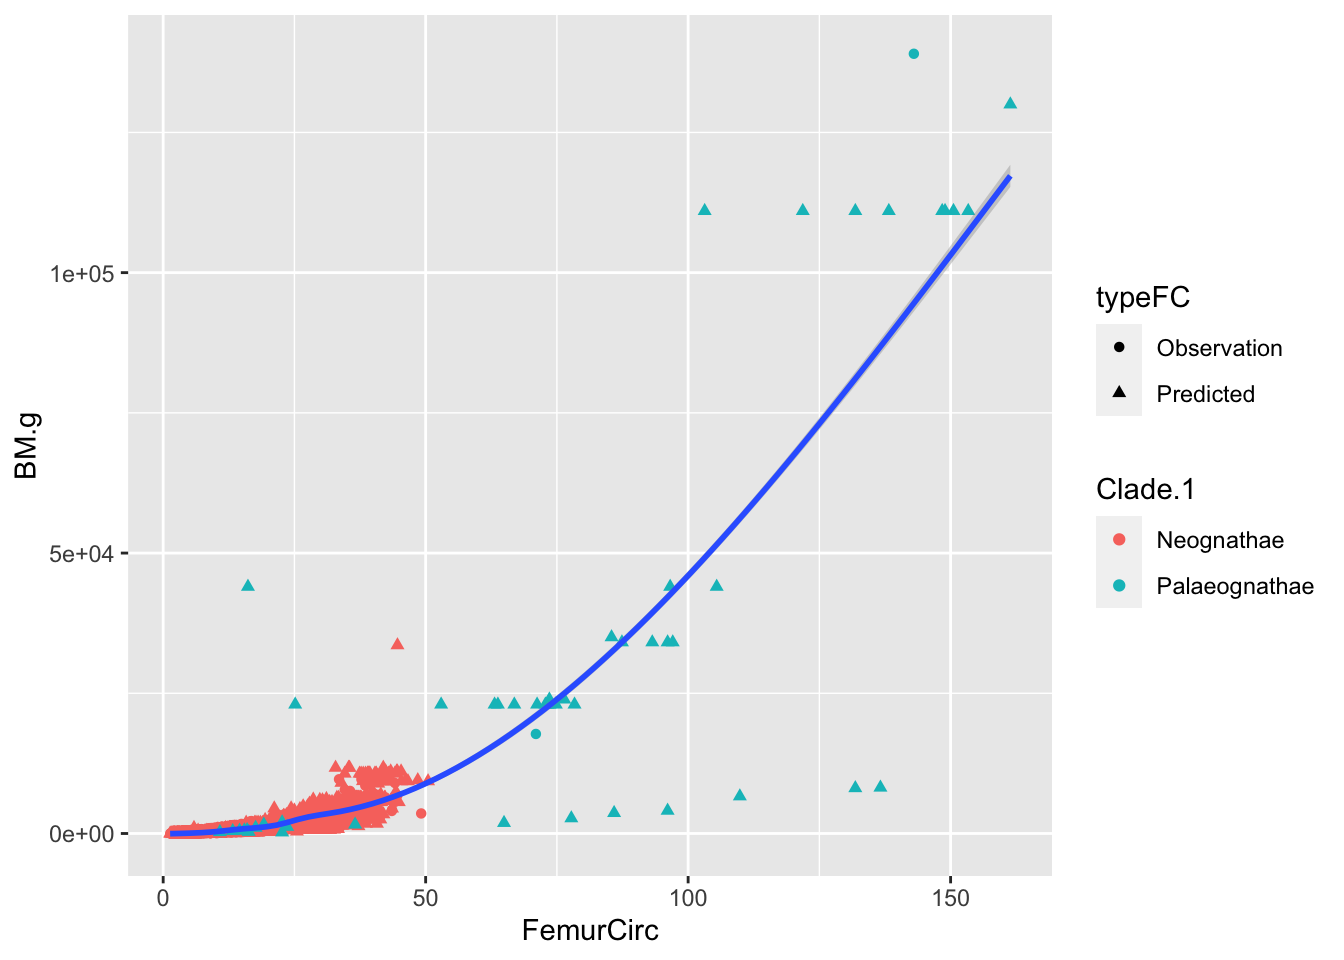 BM.g
1e+05
5e+04
0e+00
0
50
100
150
FemurCirc
typeFC
Observation
Predicted
Clade.1
Neognathae
Palaeognathae